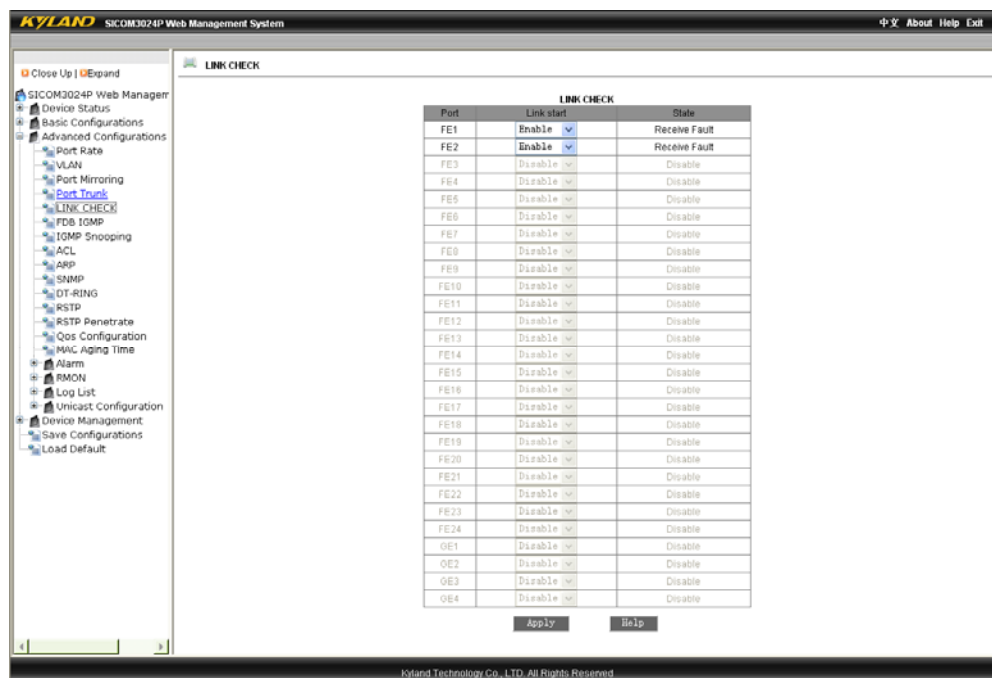 KYLAND SICOM3024P Web Management System 中文 About Help Exit
Close Up | Expand
SICOM3024P Web Managem
Device Status
Basic Configurations
Advanced Configurations
Port Rate
VLAN
Port Mirroring
Port Trunk
LINK CHECK
FDB IGMP
IGMP Snooping
ACL
ARP
SNMP
DT-RING
RSTP
RSTP Penetrate
Qos Configuration
MAC Aging Time
Alarm
RMON
Log List
Unicast Configuration
Device Management
Save Configurations
Load Default
LINK CHECK
LINK CHECK
Port Link start State
FE1 Enable Receive Fault
FE2 Enable Receive Fault
FE3 Disable Disable
FE4 Disable Disable
FE5 Disable Disable
FE6 Disable Disable
FE7 Disable Disable
FE8 Disable Disable
FE9 Disable Disable
FE10 Disable Disable
FE11 Disable Disable
FE12 Disable Disable
FE13 Disable Disable
FE14 Disable Disable
FE15 Disable Disable
FE16 Disable Disable
FE17 Disable Disable
FE18 Disable Disable
FE19 Disable Disable
FE20 Disable Disable
FE21 Disable Disable
FE22 Disable Disable
FE23 Disable Disable
FE24 Disable Disable
GE1 Disable Disable
GE2 Disable Disable
GE3 Disable Disable
GE4 Disable Disable
Apply Help
Kyland Technology Co., LTD. All Rights Reserved